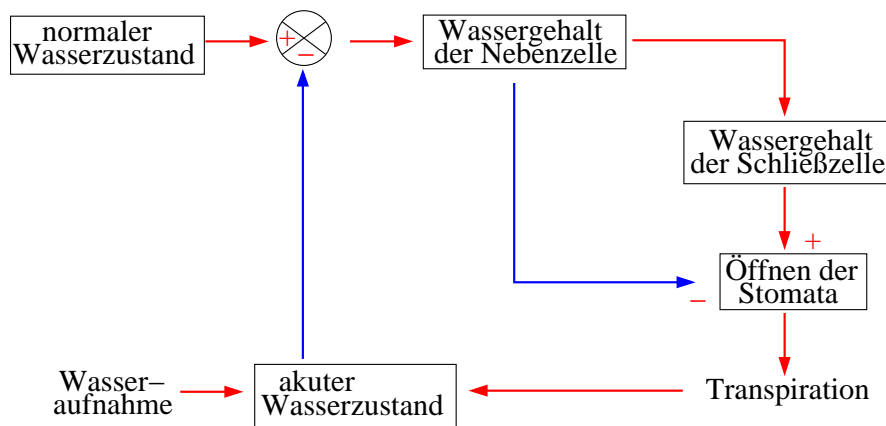 normaler
Wasserzustand
+
−
Wassergehalt
der Nebenzelle
Wassergehalt
der Schließzelle
+
Öffnen der
Stomata
−
Wasser−
aufnahme
akuter
Wasserzustand
Transpiration